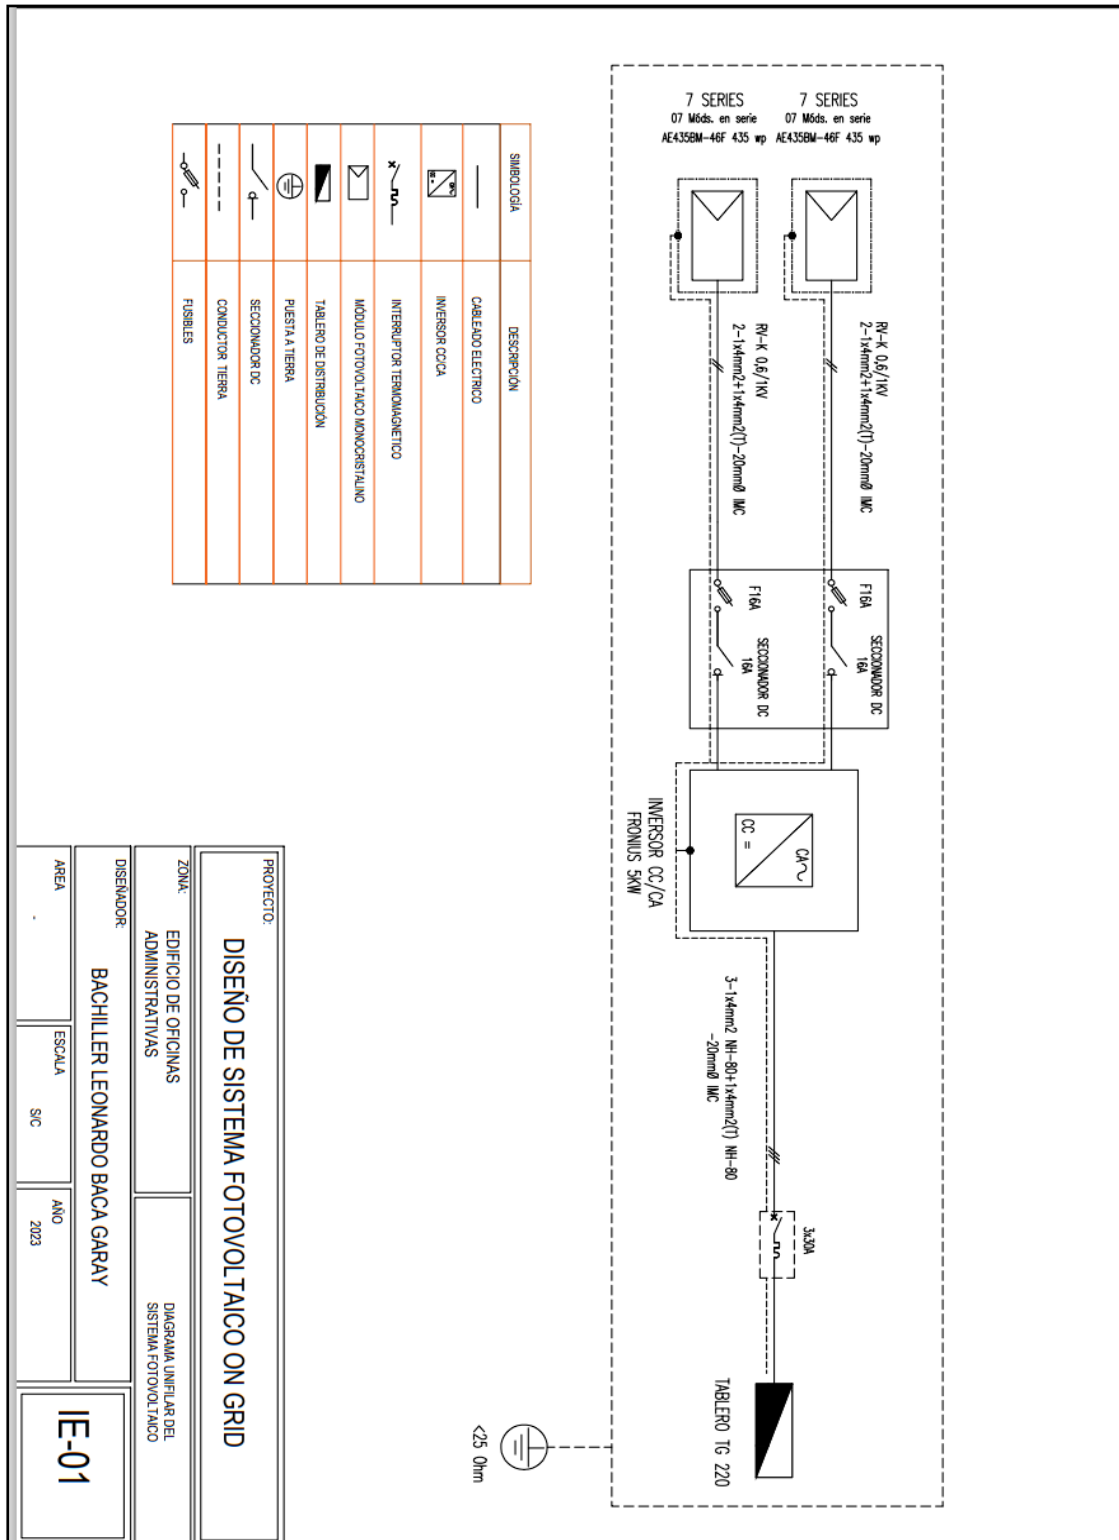 7 SERIES
07 Móds. en serie
AE435BM-46F 435 wp
7 SERIES
07 Móds. en serie
AE435BM-46F 435 wp
RV-K 0,6/1KV
2-1x4mm2+1x4mm2(T)-20mmØ IMC
RV-K 0,6/1KV
2-1x4mm2+1x4mm2(T)-20mmØ IMC
F16A
SECCIONADOR DC
16A
F16A
SECCIONADOR DC
16A
CA
CC =
INVERSOR CC/CA
FRONIUS 5KW
3-1x4mm2 NH-80+1x4mm2(T) NH-80
-20mmØ IMC
3x30A
TABLERO TG 220
<25 Ohm
SIMBOLOGÍA DESCRIPCIÓN
CABLEADO ELECTRICO
INVERSOR CC/CA
INTERRUPTOR TERMOMAGNETICO
MÓDULO FOTOVOLTAICO MONOCRISTALINO
TABLERO DE DISTRIBUCIÓN
PUESTA A TIERRA
SECCIONADOR DC
CONDUCTOR TIERRA
FUSIBLES
PROYECTO:
DISEÑO DE SISTEMA FOTOVOLTAICO ON GRID
ZONA:
EDIFICIO DE OFICINAS
ADMINISTRATIVAS
DIAGRAMA UNIFILAR DEL
SISTEMA FOTOVOLTAICO
DISEÑADOR:
BACHILLER LEONARDO BACA GARAY
AREA
-
ESCALA
S/C
AÑO
2023
IE-01